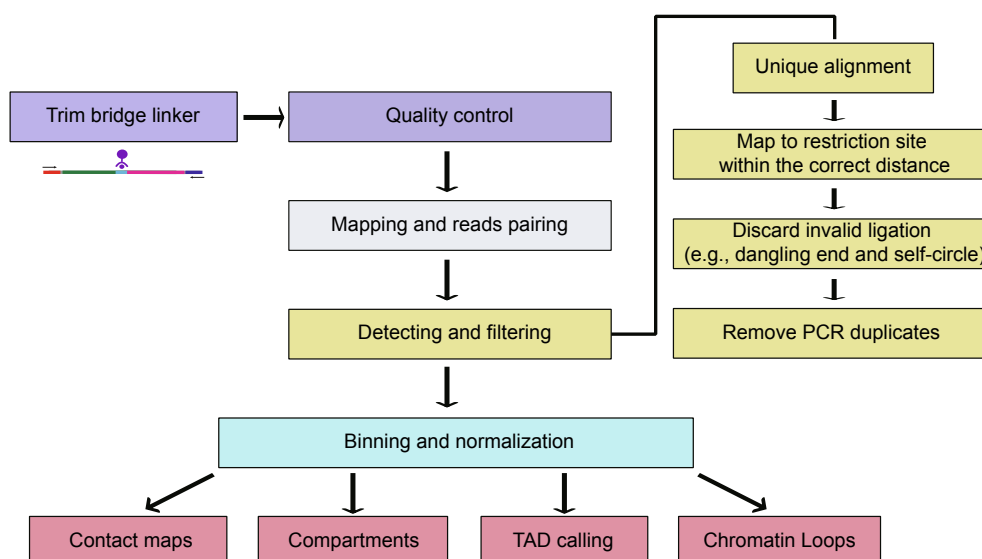 Unique alignment
Trim bridge linker
Quality control
Map to restriction site
within the correct distance
Mapping and reads pairing
Discard invalid ligation
(e.g., dangling end and self-circle)
Detecting and filtering
Remove PCR duplicates
Binning and normalization
Contact maps
Compartments
TAD calling
Chromatin Loops